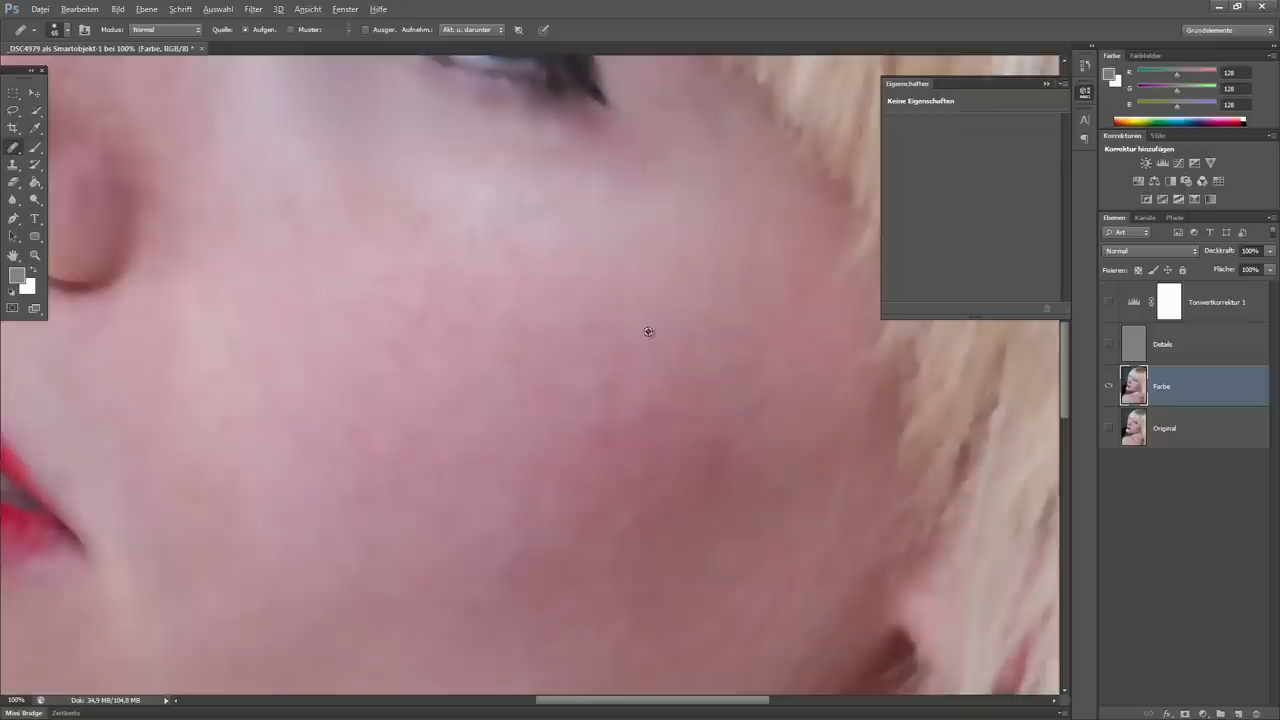 Ps Datei Bearbeiten Bild Ebene Schrift Auswahl Filter 3D Ansicht Fenster Hilfe
65 Modus: Normal Quelle: Aufgen. Muster: Ausger. Aufnehm.: Akt. u. darunter Grundelemente
_DSC4979 als Smartobjekt-1 bei 100% (Farbe, RGB/8) * ×
Farbe Farbfelder
R 128
G 128
B 128
Eigenschaften
Keine Eigenschaften
Korrekturen Stile
Korrektur hinzufügen
Ebenen Kanäle Pfade
Art
Normal Deckkraft: 100%
Fixieren: Fläche: 100%
Tonwertkorrektur 1
Details
Farbe
Original
100% Dok: 34,9 MB/104,8 MB
Mini Bridge Zeitleiste